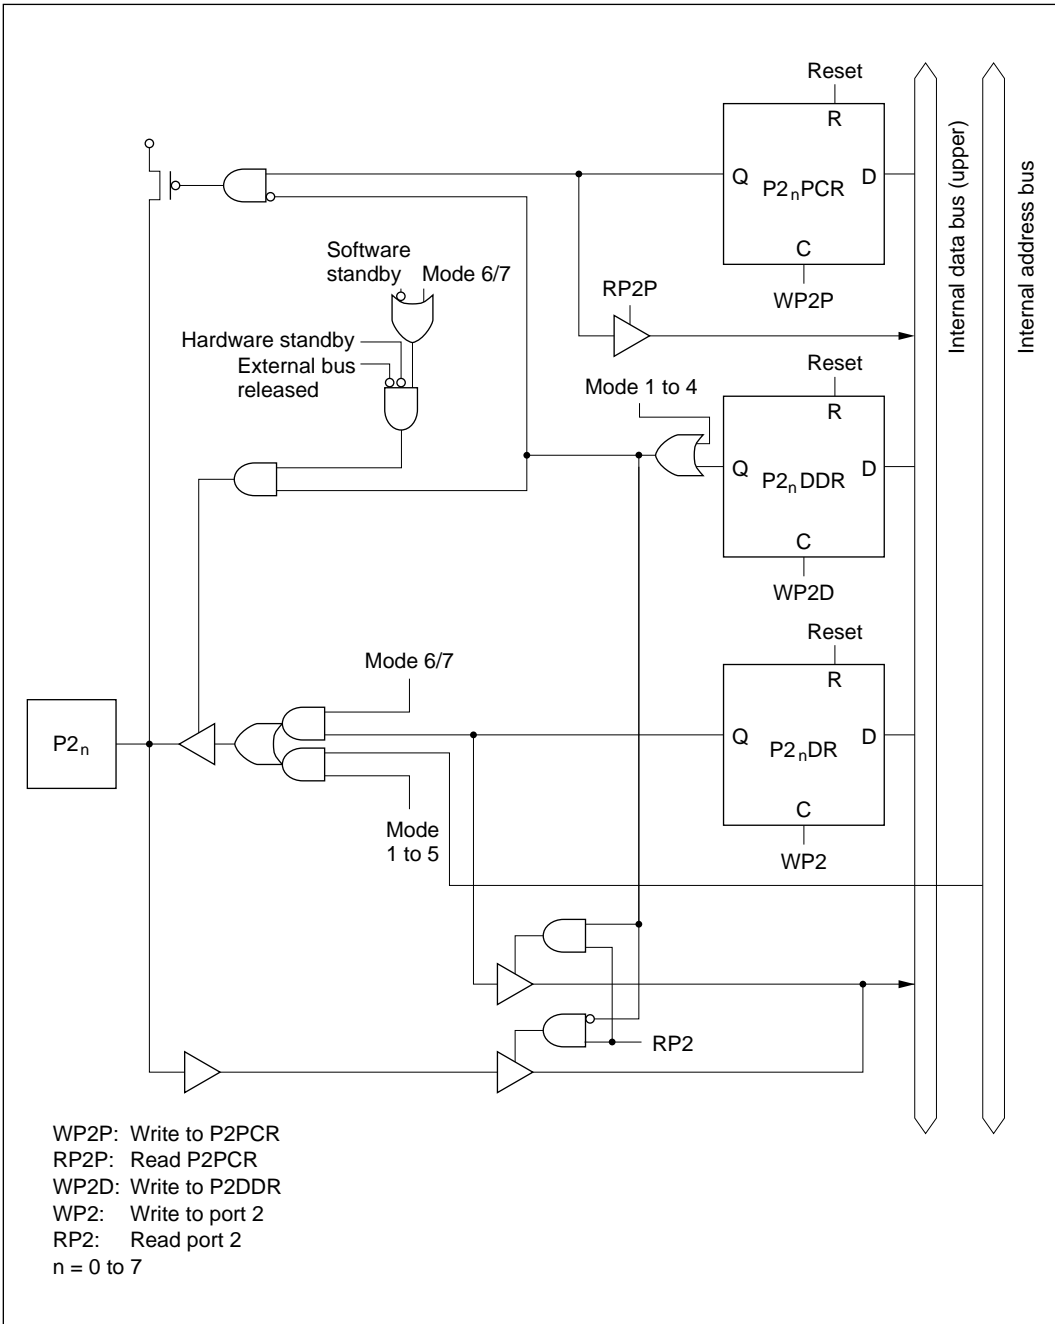 Reset
R
Q P2nPCR D
C
WP2P
Internal data bus (upper)
Internal address bus
Software
standby
Mode 6/7
RP2P
Hardware standby
External bus
released
Mode 1 to 4
Reset
R
Q P2nDDR D
C
WP2D
Reset
R
Q P2nDR D
C
WP2
Mode 6/7
P2n
Mode
1 to 5
RP2
WP2P: Write to P2PCR
RP2P: Read P2PCR
WP2D: Write to P2DDR
WP2: Write to port 2
RP2: Read port 2
n = 0 to 7